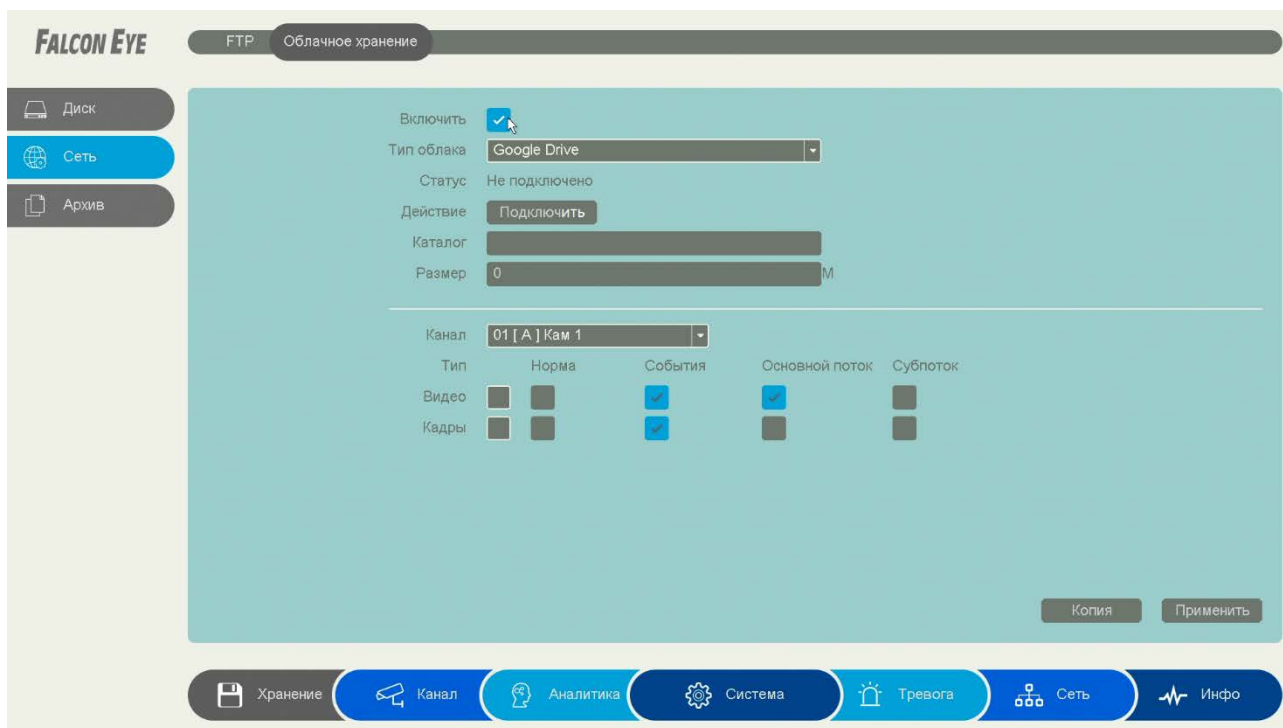 FALCON EYE
FTP Облачное хранение
Диск
Сеть
Архив
Включить
Тип облака Google Drive
Статус Не подключено
Действие Подключить
Каталог
Размер 0 М
Канал 01 [ A ] Кам 1
Тип Норма События Основной поток Субпоток
Видео
Кадры
Копия Применить
Хранение Канал Аналитика Система Тревога Сеть Инфо